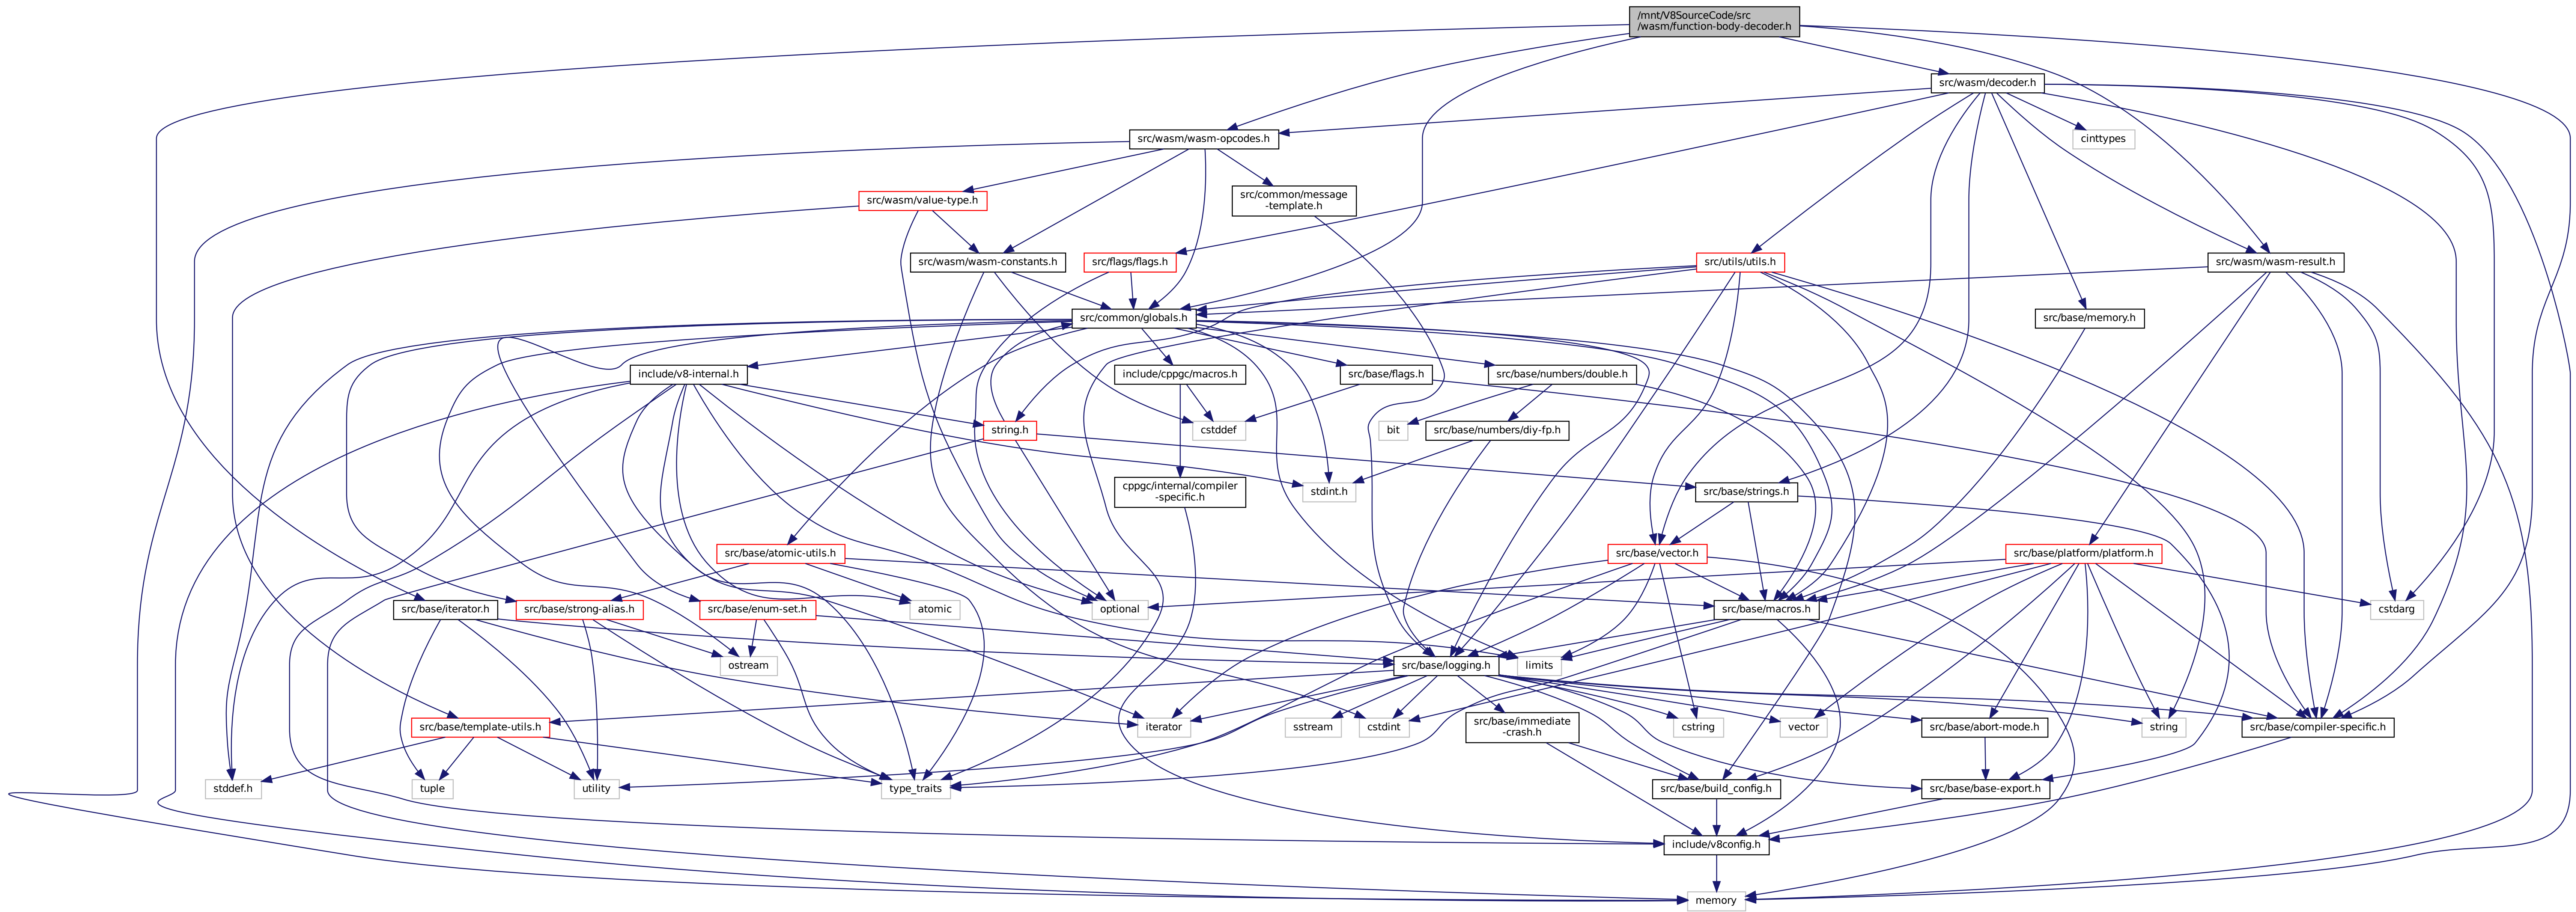 /mnt/V8SourceCode/src
/wasm/function-body-decoder.h
src/wasm/decoder.h
src/wasm/wasm-opcodes.h
cinttypes
src/wasm/value-type.h
src/common/message
-template.h
src/wasm/wasm-constants.h
src/flags/flags.h
src/utils/utils.h
src/wasm/wasm-result.h
src/common/globals.h
src/base/memory.h
include/v8-internal.h
include/cppgc/macros.h
src/base/flags.h
src/base/numbers/double.h
string.h
cstddef
bit
src/base/numbers/diy-fp.h
cppgc/internal/compiler
-specific.h
stdint.h
src/base/strings.h
src/base/atomic-utils.h
src/base/vector.h
src/base/platform/platform.h
src/base/iterator.h
src/base/strong-alias.h
src/base/enum-set.h
atomic
optional
src/base/macros.h
cstdarg
ostream
src/base/logging.h
limits
src/base/template-utils.h
iterator
sstream
cstdint
src/base/immediate
-crash.h
cstring
vector
src/base/abort-mode.h
string
src/base/compiler-specific.h
stddef.h
tuple
utility
type_traits
src/base/build_config.h
src/base/base-export.h
include/v8config.h
memory